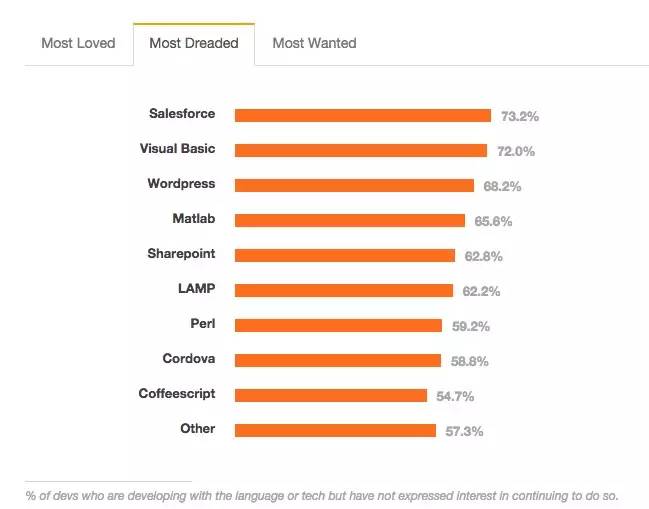 Most Loved Most Dreaded Most Wanted
Salesforce 73.2%
Visual Basic 72.0%
Wordpress 68.2%
Matlab 65.6%
Sharepoint 62.8%
LAMP 62.2%
Perl 59.2%
Cordova 58.8%
Coffeescript 54.7%
Other 57.3%
% of devs who are developing with the language or tech but have not expressed interest in continuing to do so.